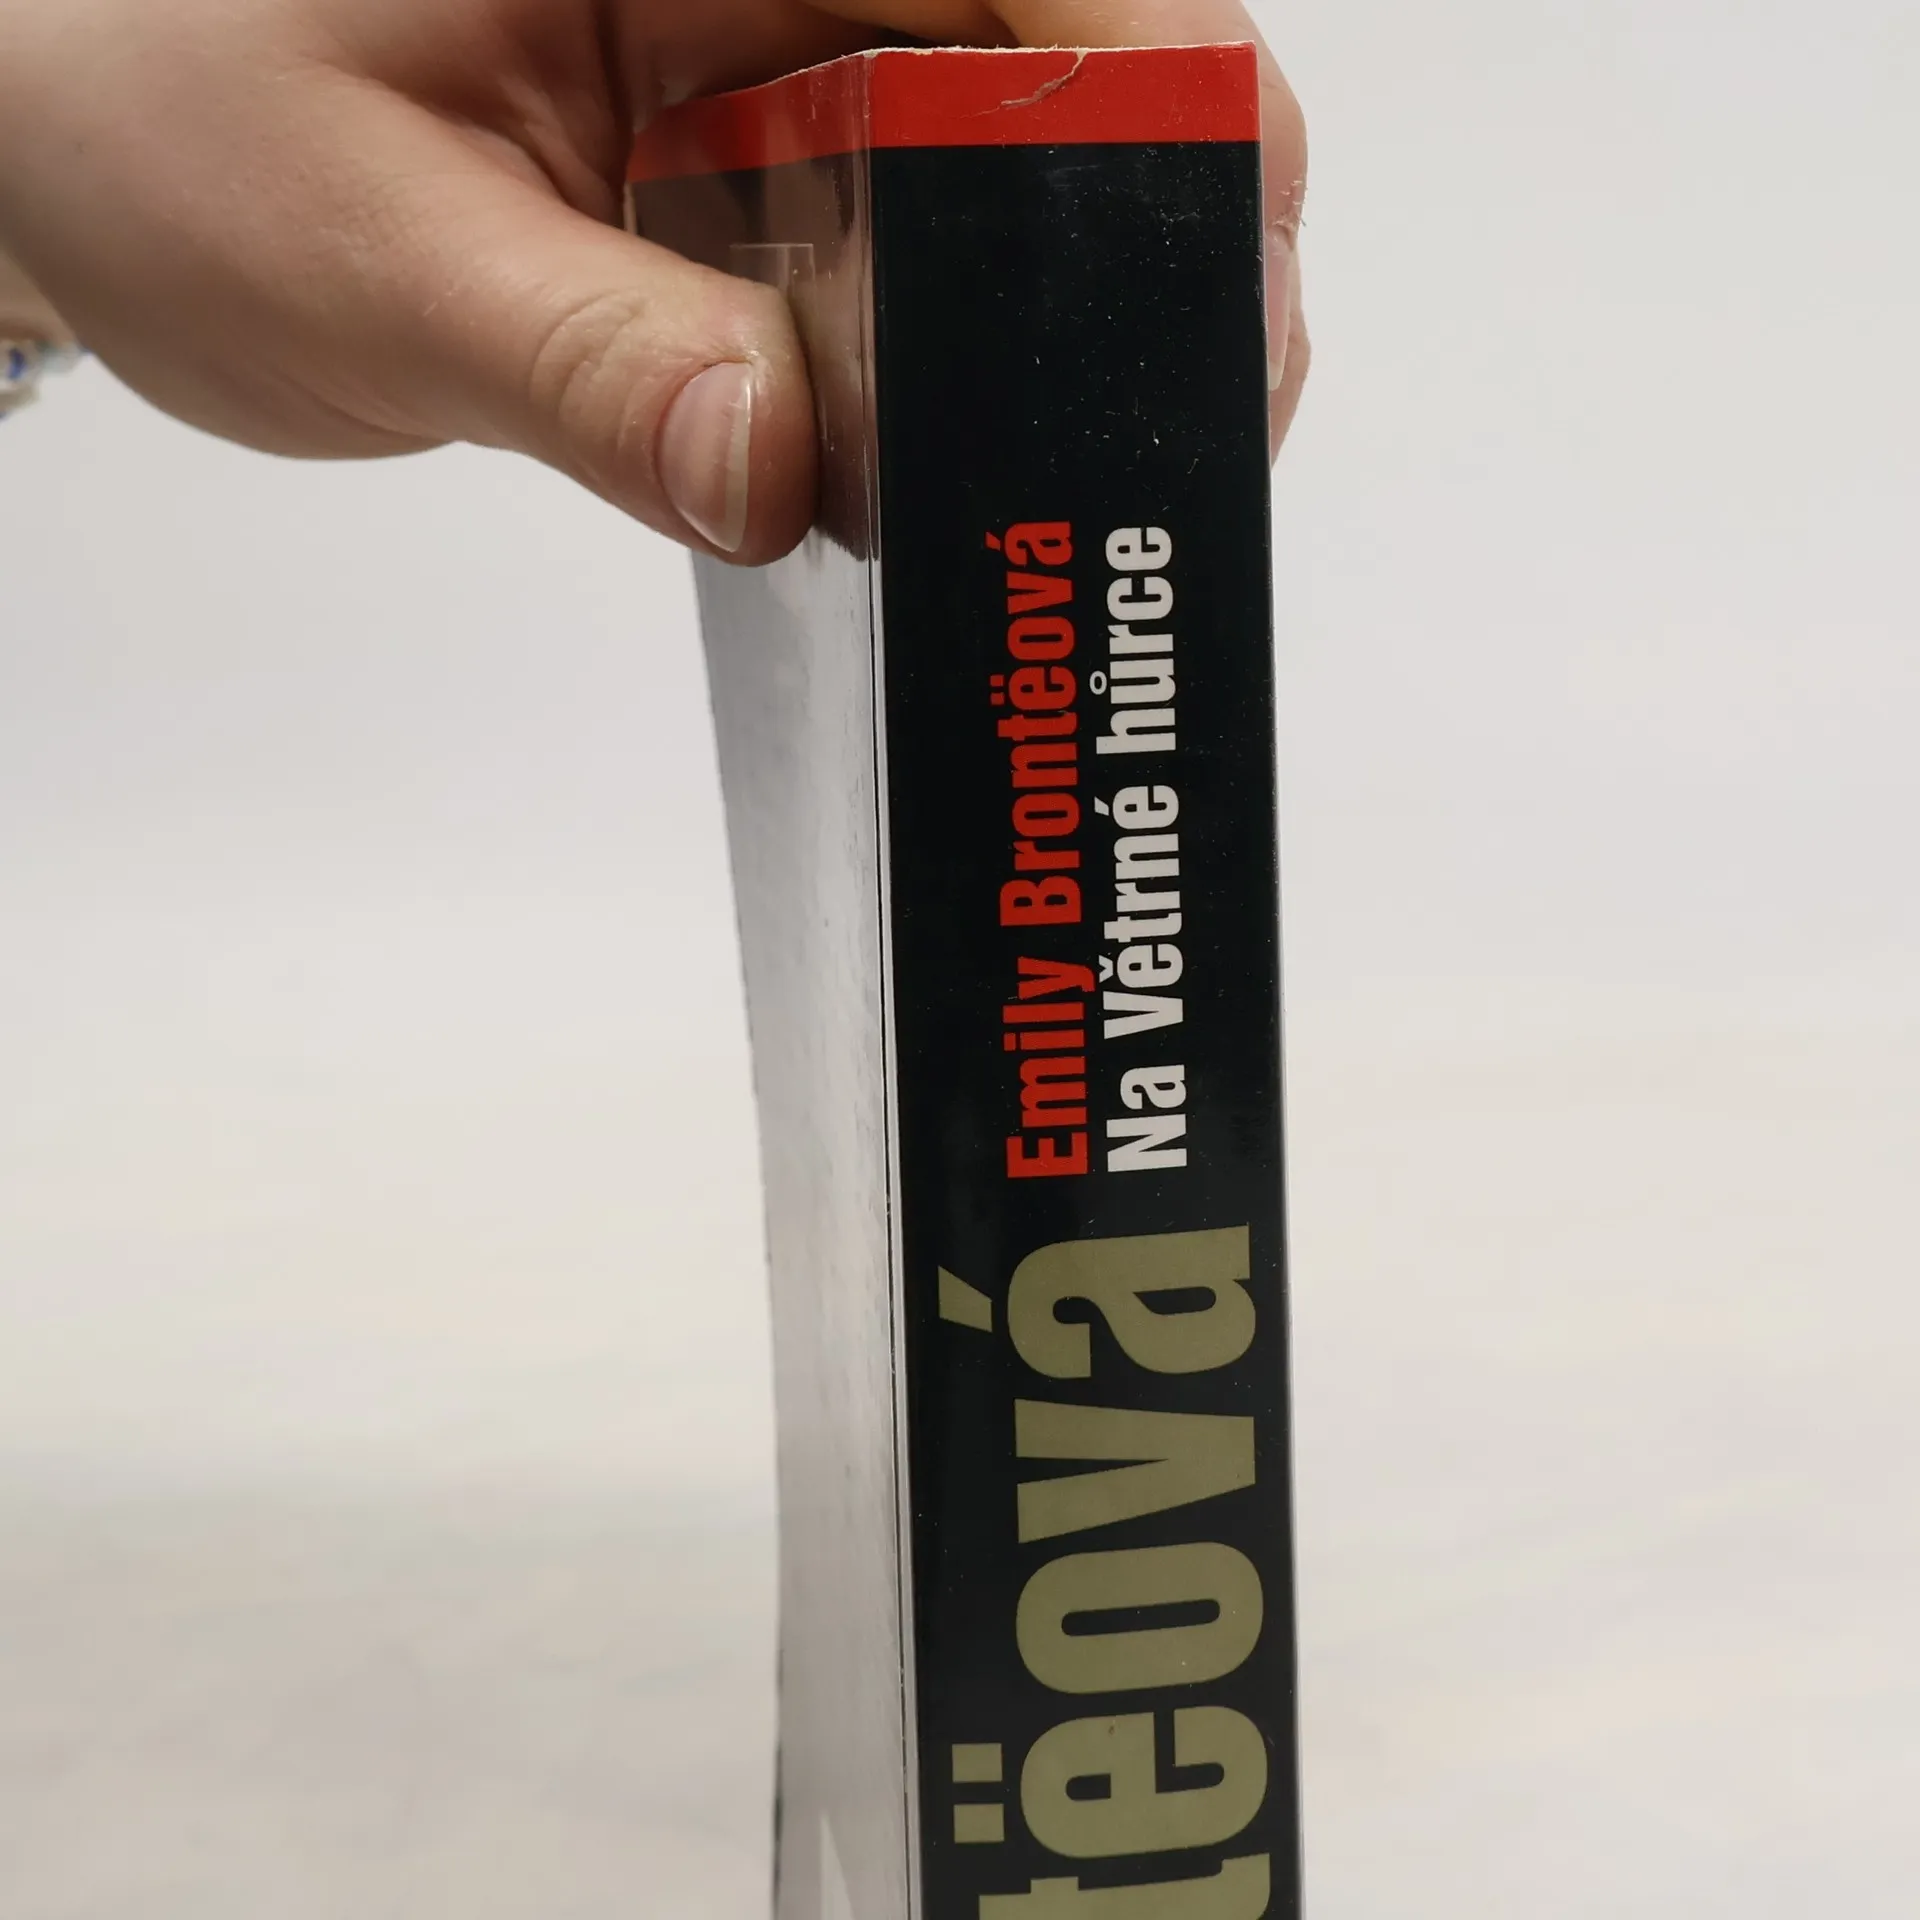 Emily Brontëová
Na Větrné hůrce
tëová